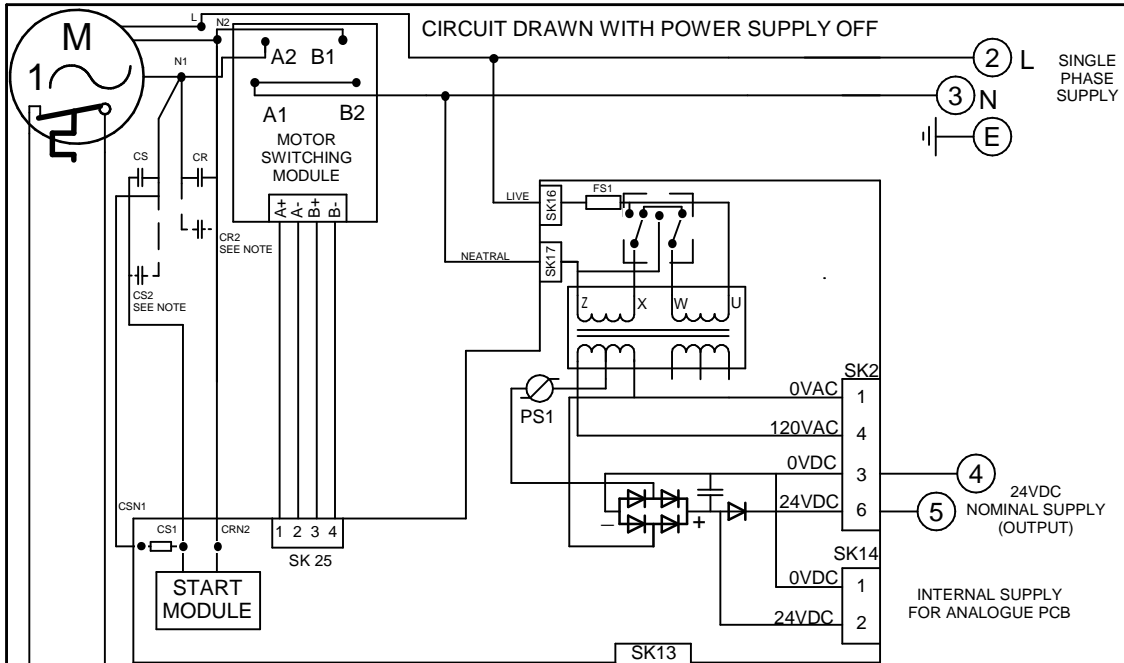 L
N2
CIRCUIT DRAWN WITH POWER SUPPLY OFF
M
1
N1
A2
B1
A1
B2
MOTOR
SWITCHING
MODULE
A+
A-
B+
B-
2
L
3
N
E
SINGLE
PHASE
SUPPLY
CS
CR
CR2
SEE NOTE
CS2
SEE NOTE
LIVE
SK16
FS1
NEATRAL
SK17
Z
X
W
U
PS1
SK2
0VAC
1
120VAC
4
0VDC
3
24VDC
6
4
5
24VDC
NOMINAL SUPPLY
(OUTPUT)
–
+
CSN1
CS1
CRN2
1 2 3 4
SK 25
START
MODULE
SK14
0VDC
1
24VDC
2
INTERNAL SUPPLY
FOR ANALOGUE PCB
SK13